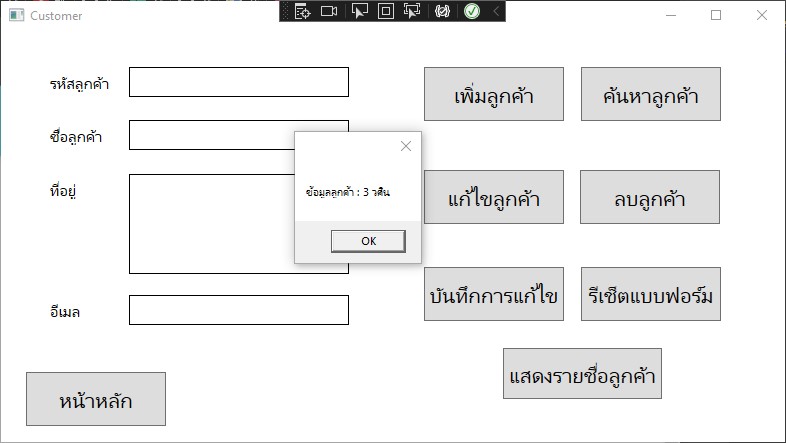 Customer
รหัสลูกค้า
เพิ่มลูกค้า
ค้นหาลูกค้า
ชื่อลูกค้า
ที่อยู่
ข้อมูลลูกค้า : 3
แก้ไขลูกค้า
ลบลูกค้า
OK
บันทึกการแก้ไข
รีเซ็ตแบบฟอร์ม
อีเมล
แสดงรายชื่อลูกค้า
หน้าหลัก